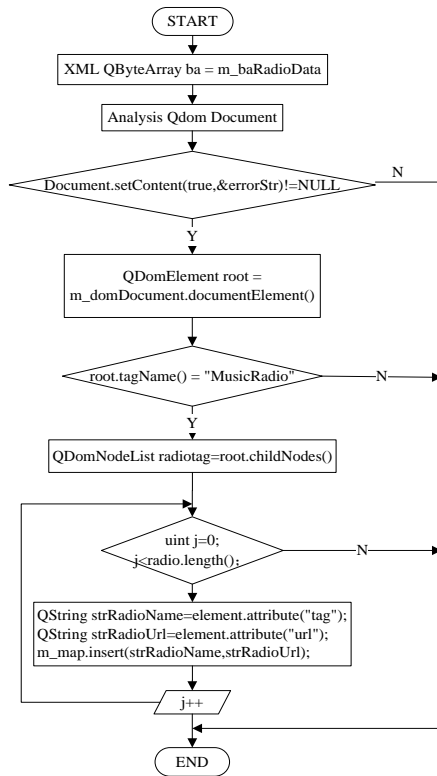 START
XML QByteArray ba = m_baRadioData
Analysis Qdom Document
Document.setContent(true,&errorStr)!=NULL
N
Y
QDomElement root =
m_domDocument.documentElement()
root.tagName() = "MusicRadio"
N
Y
QDomNodeList radiotag=root.childNodes()
uint j=0;
j<radio.length();
N
QString strRadioName=element.attribute("tag");
QString strRadioUrl=element.attribute("url");
m_map.insert(strRadioName,strRadioUrl);
j++
END